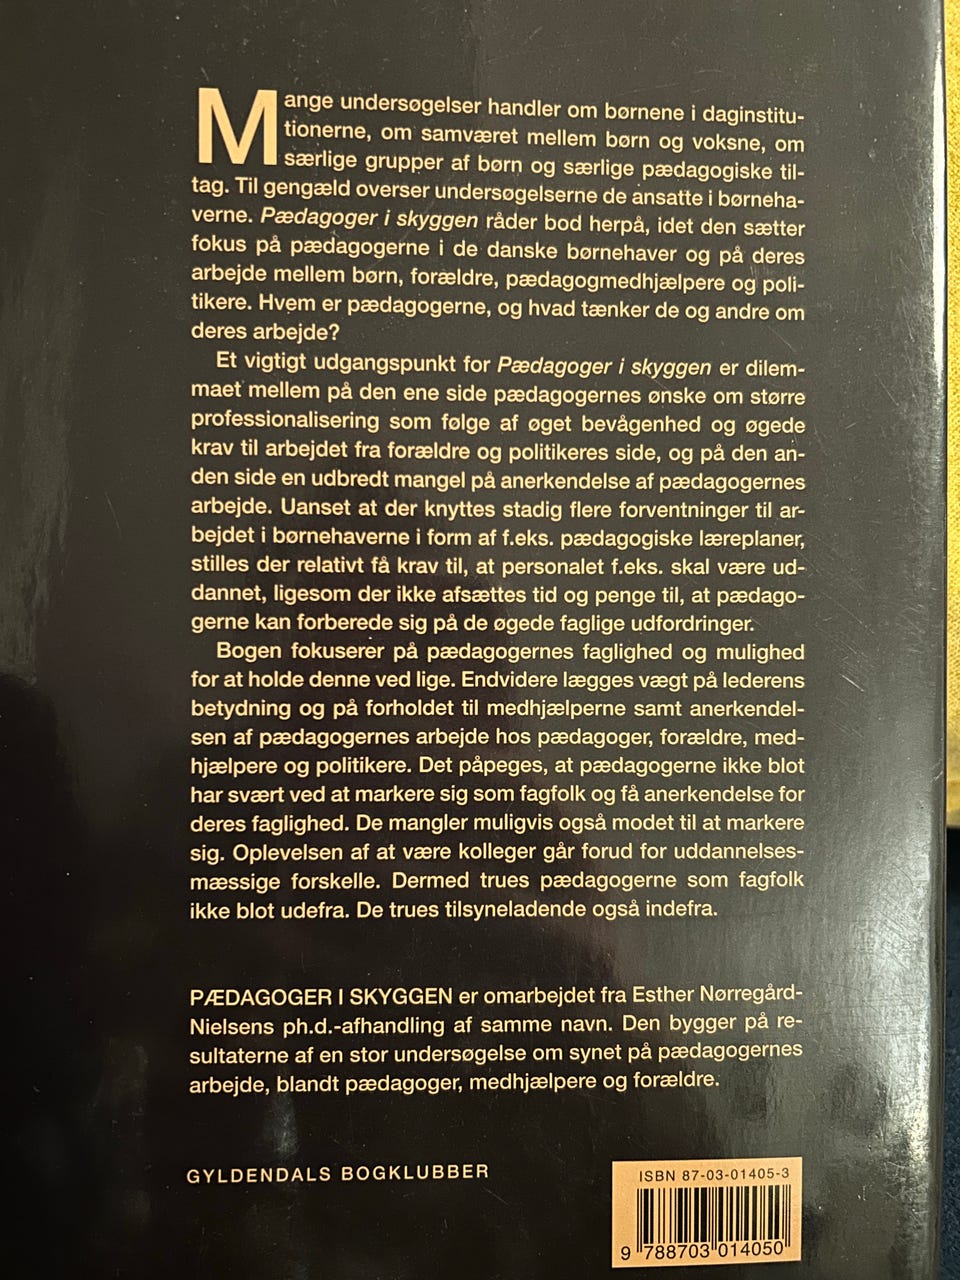 Mange undersøgelser handler om børnene i daginstitu-
tionerne, om samværet mellem børn og voksne, om
særlige grupper af børn og særlige pædagogiske til-
tag. Til gengæld overser undersøgelserne de ansatte i børneha-
verne. Pædagoger i skyggen råder bod herpå, idet den sætter
fokus på pædagogerne i de danske børnehaver og på deres
arbejde mellem børn, forældre, pædagogmedhjælpere og poli-
tikere. Hvem er pædagogerne, og hvad tænker de og andre om
deres arbejde?
Et vigtigt udgangspunkt for Pædagoger i skyggen er dilem-
maet mellem på den ene side pædagogernes ønske om større
professionalisering som følge af øget bevågenhed og øgede
krav til arbejdet fra forældre og politikeres side, og på den an-
den side en udbredt mangel på anerkendelse af pædagogernes
arbejde. Uanset at der knyttes stadig flere forventninger til ar-
bejdet i børnehaverne i form af f.eks. pædagogiske læreplaner,
stilles der relativt få krav til, at personalet f.eks. skal være ud-
dannet, ligesom der ikke afsættes tid og penge til, at pædago-
gerne kan forberede sig på de øgede faglige udfordringer.
Bogen fokuserer på pædagogernes faglighed og mulighed
for at holde denne ved lige. Endvidere lægges vægt på lederens
betydning og på forholdet til medhjælperne samt anerkendel-
sen af pædagogernes arbejde hos pædagoger, forældre, med-
hjælpere og politikere. Det påpeges, at pædagogerne ikke blot
har svært ved at markere sig som fagfolk og få anerkendelse for
deres faglighed. De mangler muligvis også modet til at markere
sig. Oplevelsen af at være kolleger går forud for uddannelses-
mæssige forskelle. Dermed trues pædagogerne som fagfolk
ikke blot udefra. De trues tilsyneladende også indefra.
PÆDAGOGER I SKYGGEN er omarbejdet fra Esther Nørregård-
Nielsens ph.d.-afhandling af samme navn. Den bygger på re-
sultaterne af en stor undersøgelse om synet på pædagogernes
arbejde, blandt pædagoger, medhjælpere og forældre.
GYLDENDALS BOGKLUBBER
ISBN 87-03-01405-3
9 788703 014050